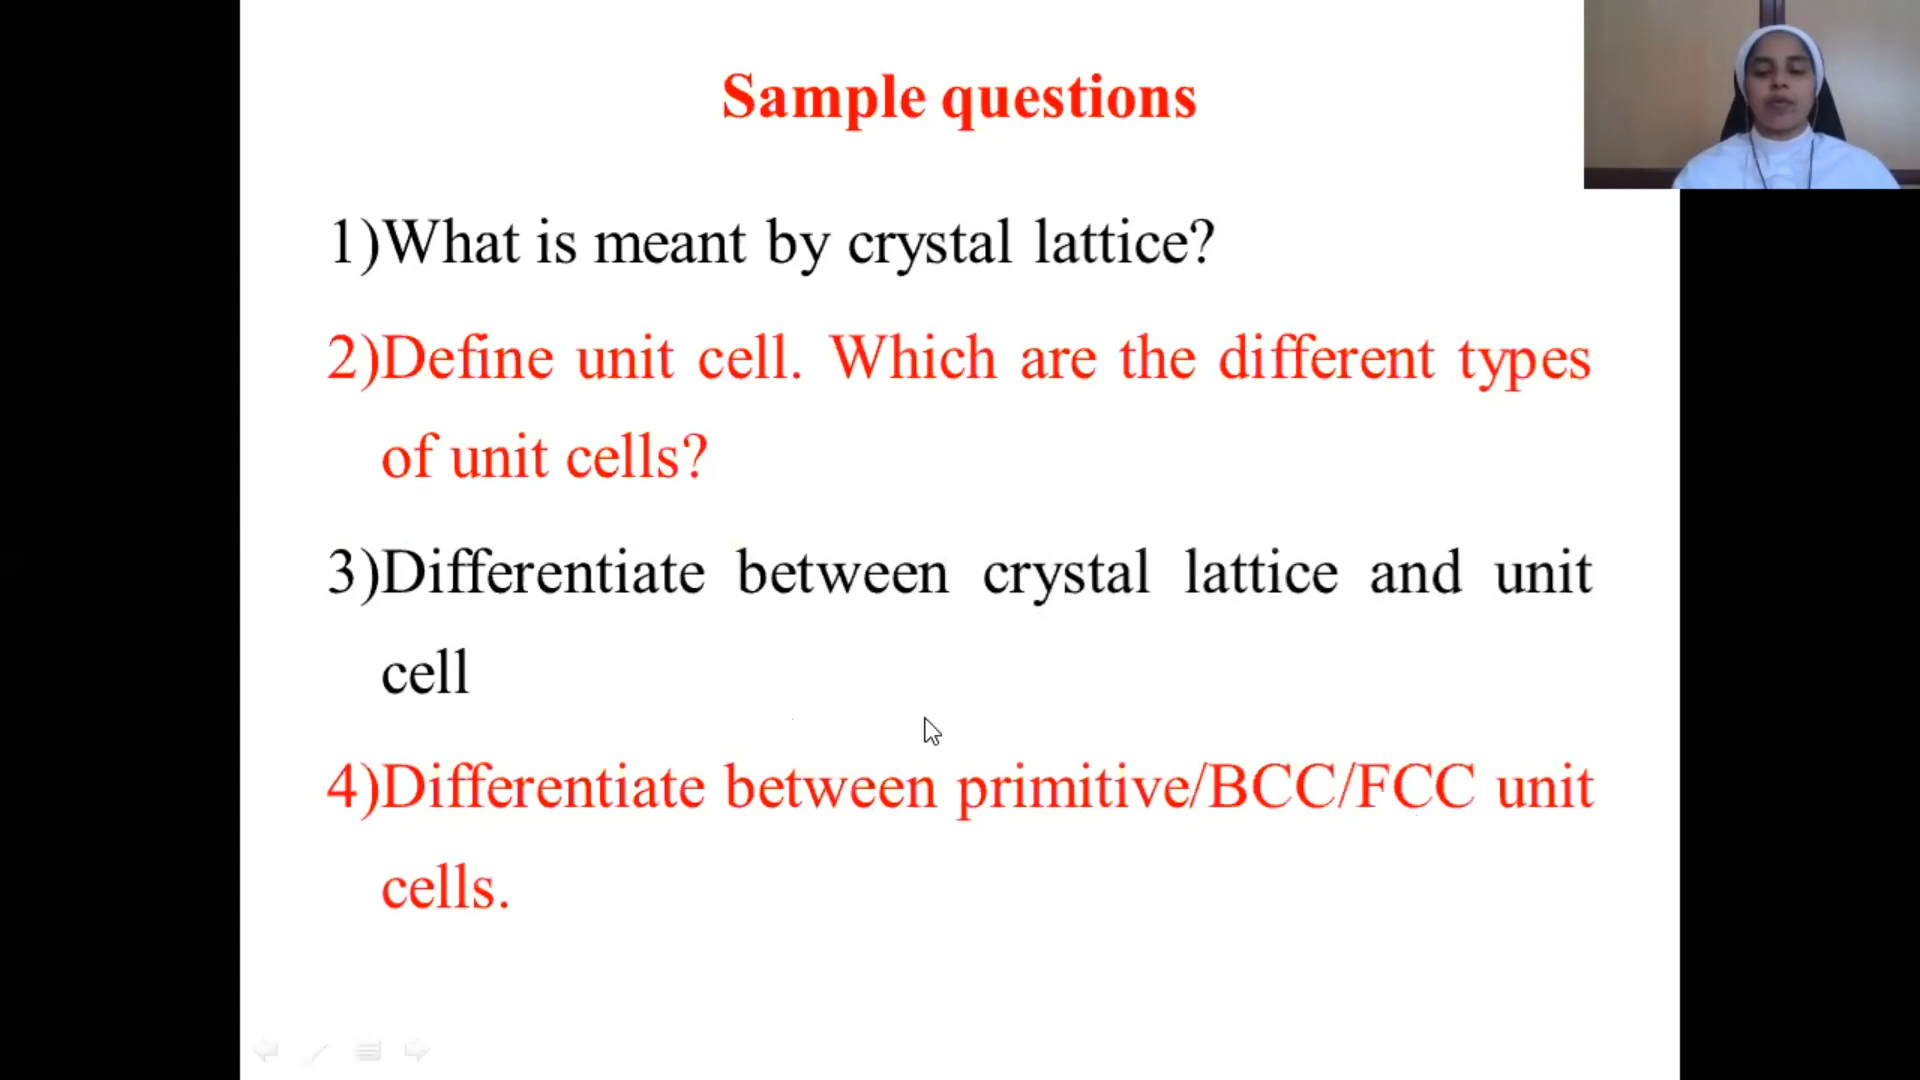 Sample questions
1)What is meant by crystal lattice?
2)Define unit cell. Which are the different types
of unit cells?
3)Differentiate between crystal lattice and unit
cell
4)Differentiate between primitive/BCC/FCC unit
cells.